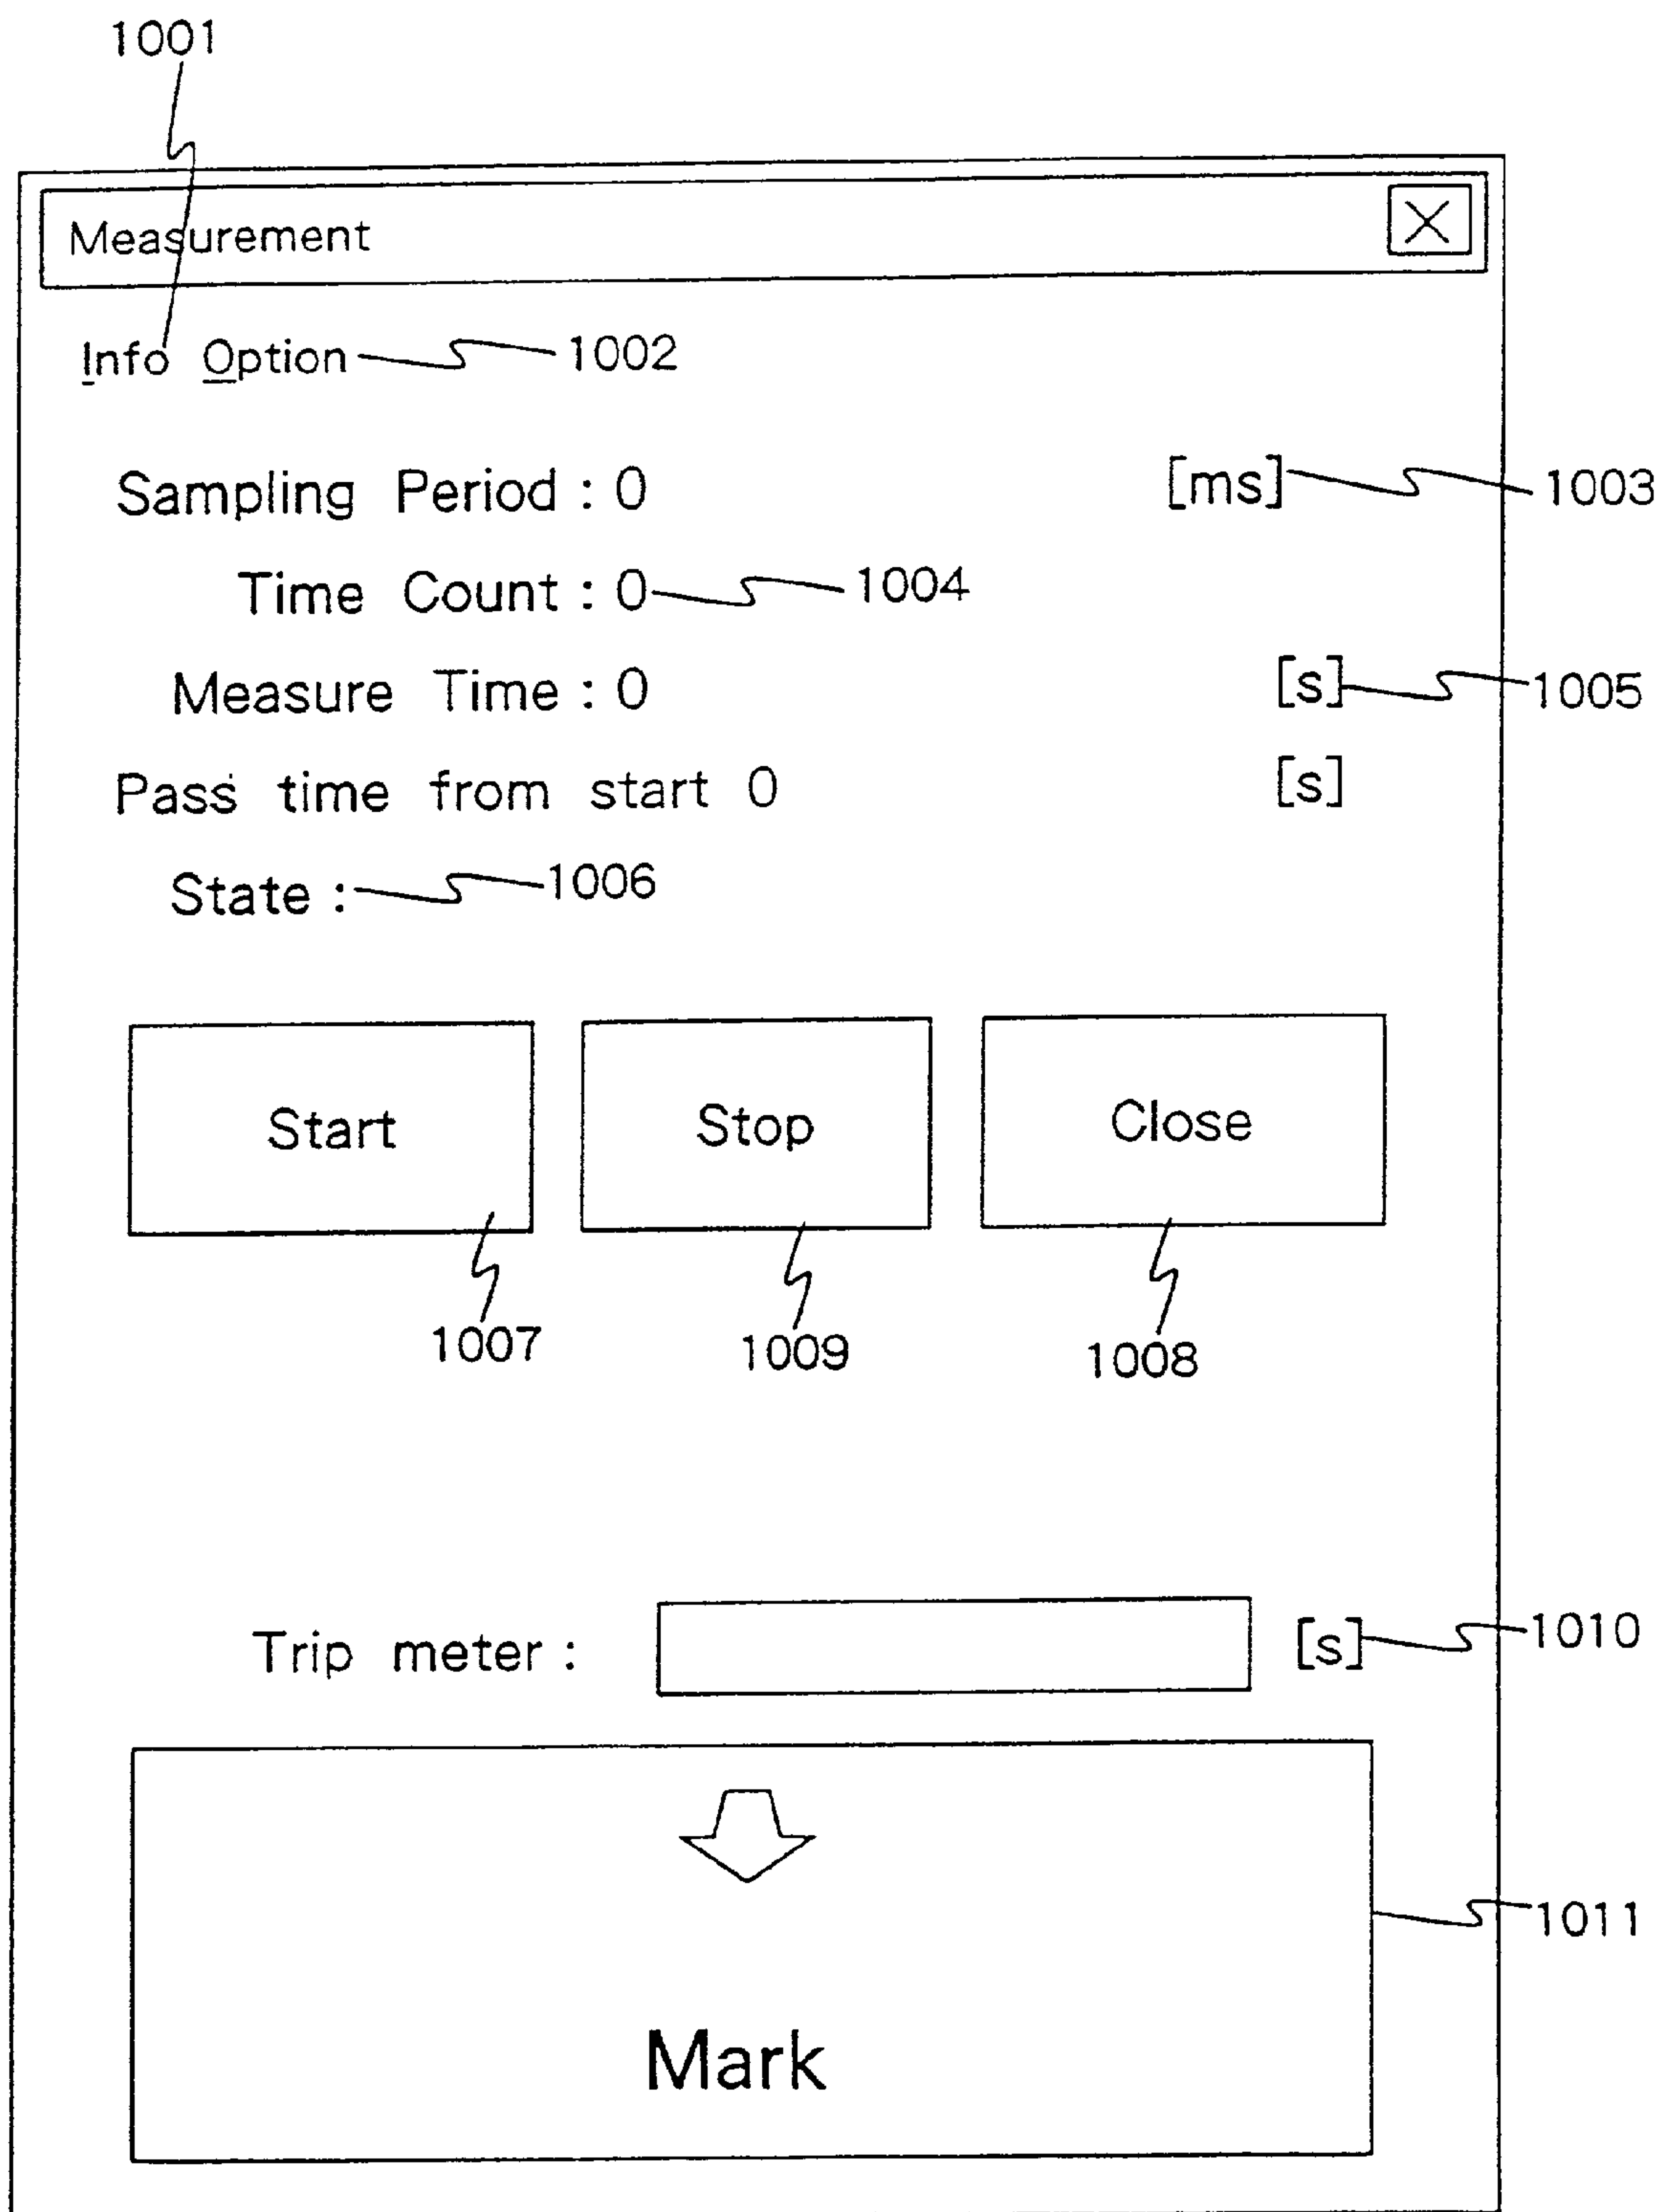 1001
Measurement
Info Option 1002
Sampling Period : 0 [ms] 1003
Time Count : 0 1004
Measure Time : 0 [s] 1005
Pass time from start 0 [s]
State : 1006
Start Stop Close
1007 1009 1008
Trip meter : [s] 1010
1011
Mark